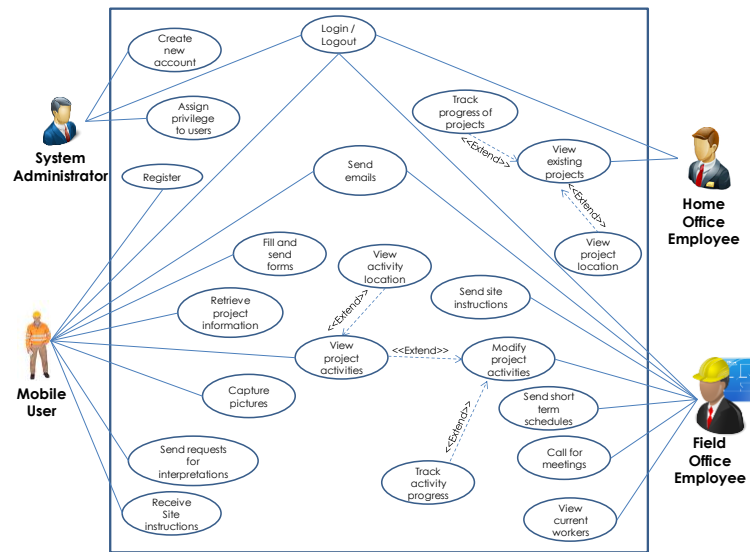 Create
new
account
Login /
Logout
Assign
privilege
to users
System
Administrator
Track
progress of
projects
<<Extend>>
View
existing
projects
<<Extend>>
View
project
location
Home
Office
Employee
Register
Send
emails
Fill and
send
forms
View
activity
location
Send site
instructions
Retrieve
project
information
<<Extend>>
View
project
activities
<<Extend>>
Modify
project
activities
Mobile
User
Capture
pictures
Send short
term
schedules
<<Extend>>
Field
Office
Employee
Send requests
for
interpretations
Track
activity
progress
Call for
meetings
Receive
Site
instructions
View
current
workers